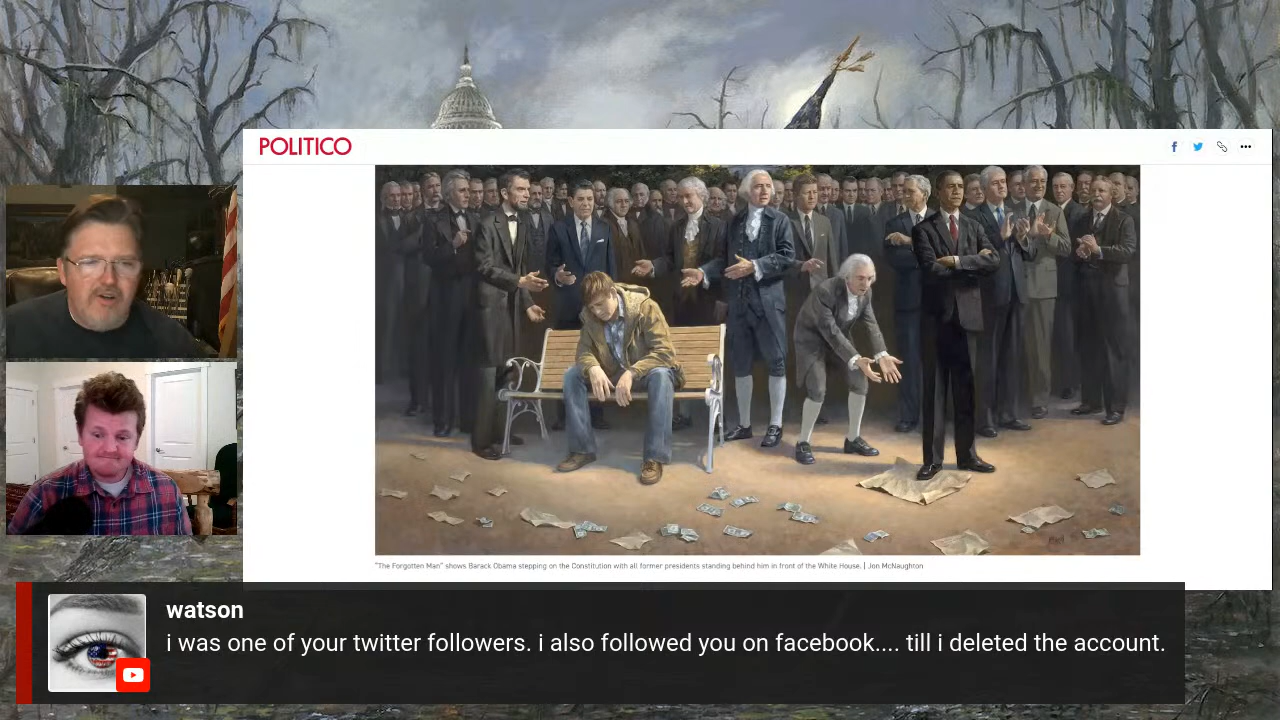 POLITICO
"The Forgotten Man" shows Barack Obama stepping on the Constitution with all former presidents standing behind him in front of the White House. | Jon McNaughton
watson
i was one of your twitter followers. i also followed you on facebook.... till i deleted the account.